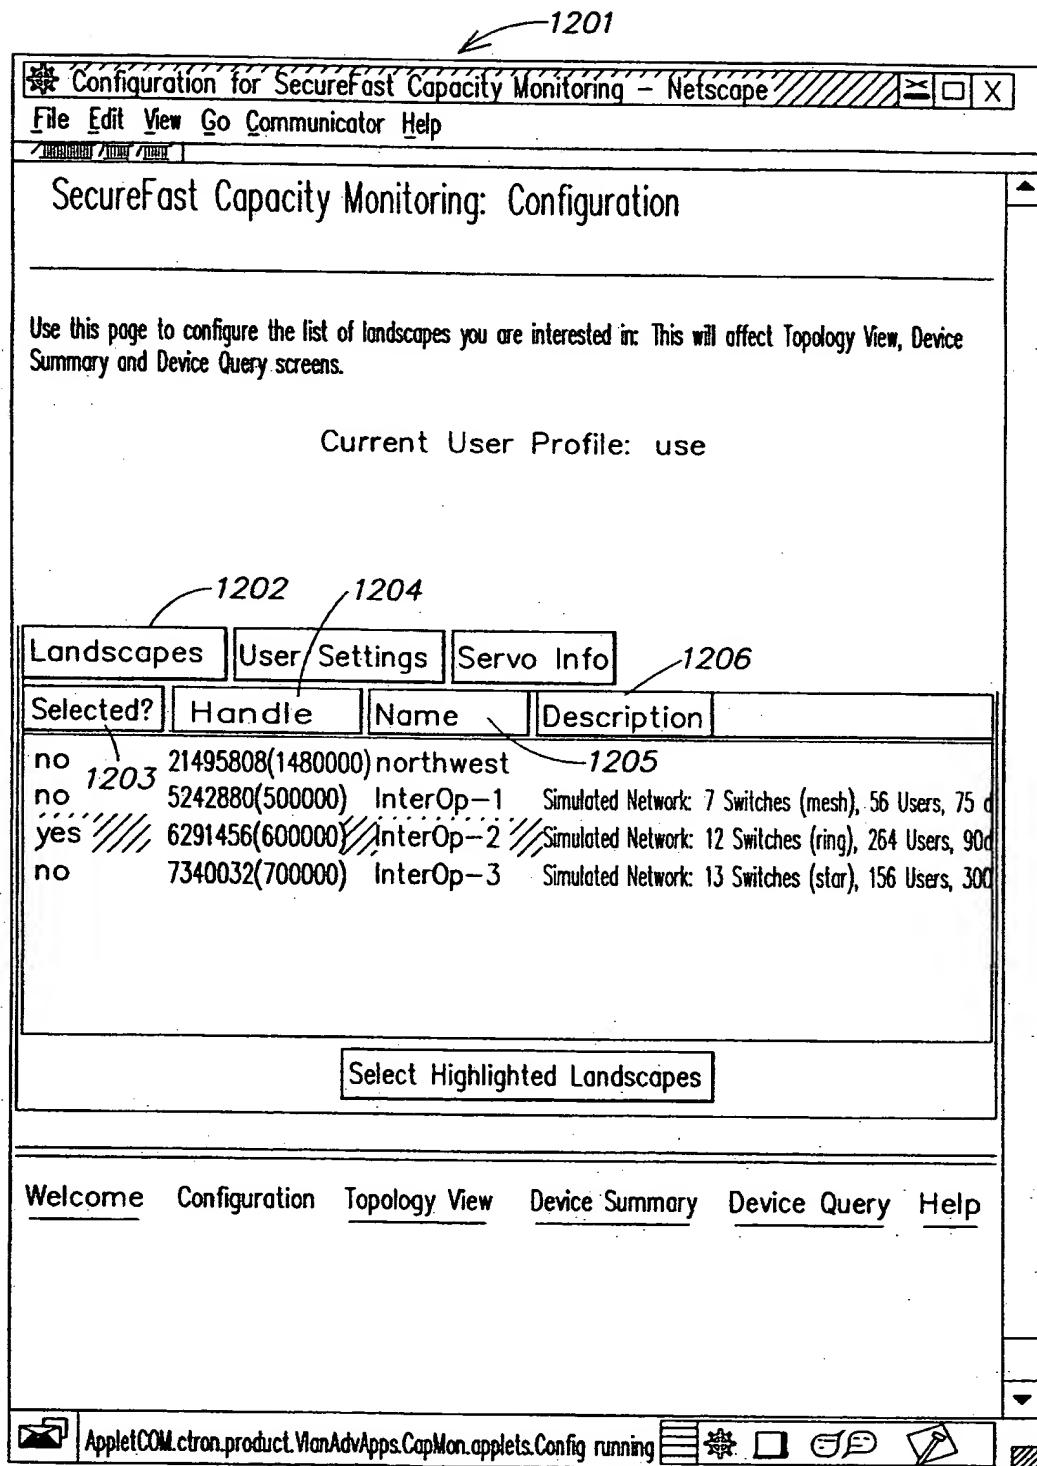 1201
Configuration for SecureFast Capacity Monitoring – Netscape
File Edit View Go Communicator Help
SecureFast Capacity Monitoring: Configuration
Use this page to configure the list of landscapes you are interested in: This will affect Topology View, Device
Summary and Device Query screens.
Current User Profile: use
1202 1204
Landscapes User Settings Servo Info
1206
Selected? Handle Name Description
1203 1205
no 21495808(1480000) northwest
no 5242880(500000) InterOp–1 Simulated Network: 7 Switches (mesh), 56 Users, 75 d
yes 6291456(600000) InterOp–2 Simulated Network: 12 Switches (ring), 264 Users, 90d
no 7340032(700000) InterOp–3 Simulated Network: 13 Switches (star), 156 Users, 300
Select Highlighted Landscapes
Welcome Configuration Topology View Device Summary Device Query Help
AppletCOM.ctron.product.VlanAdvApps.CapMon.applets.Config running